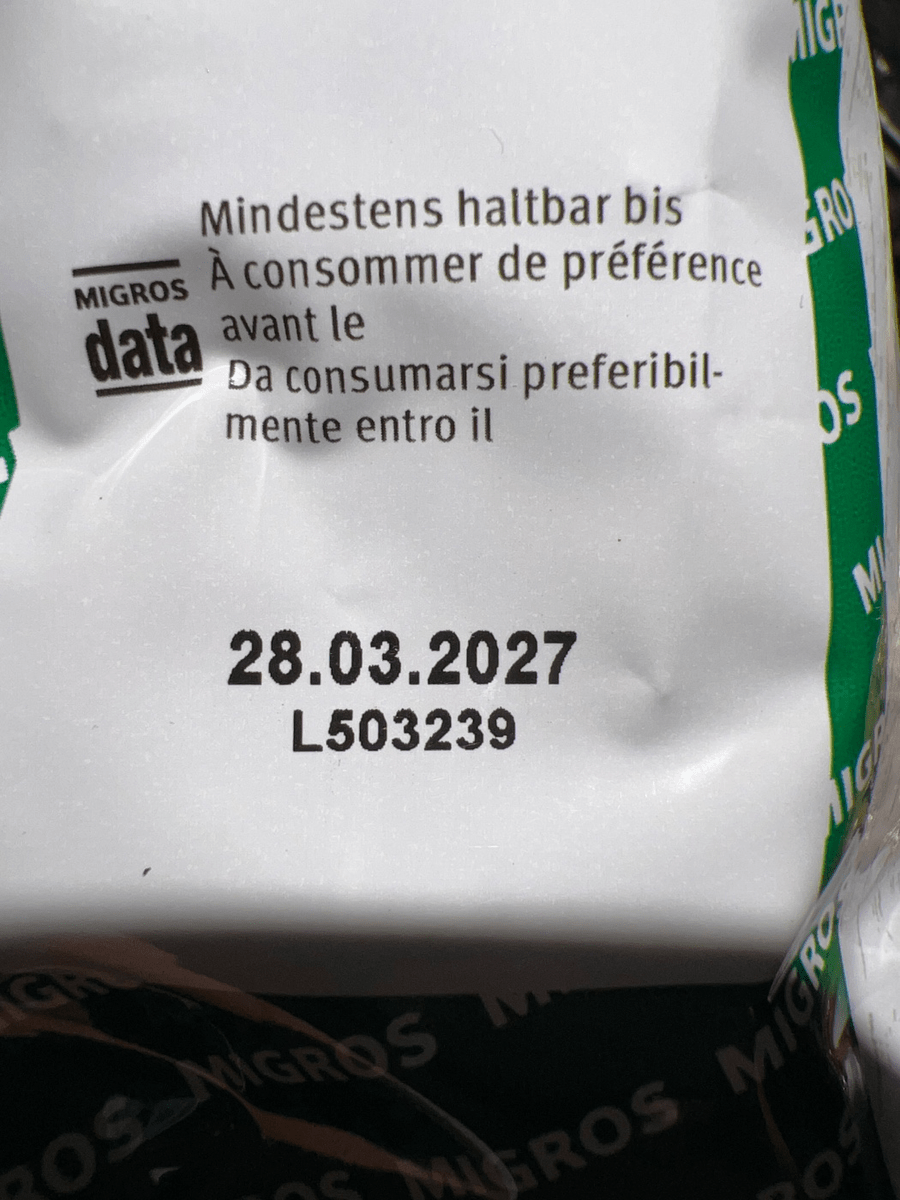 Mindestens haltbar bis
À consommer de préférence
avant le
Da consumarsi preferibil-
mente entro il
MIGROS
data
28.03.2027
L503239
MIGROS
MIGROS
MIGROS